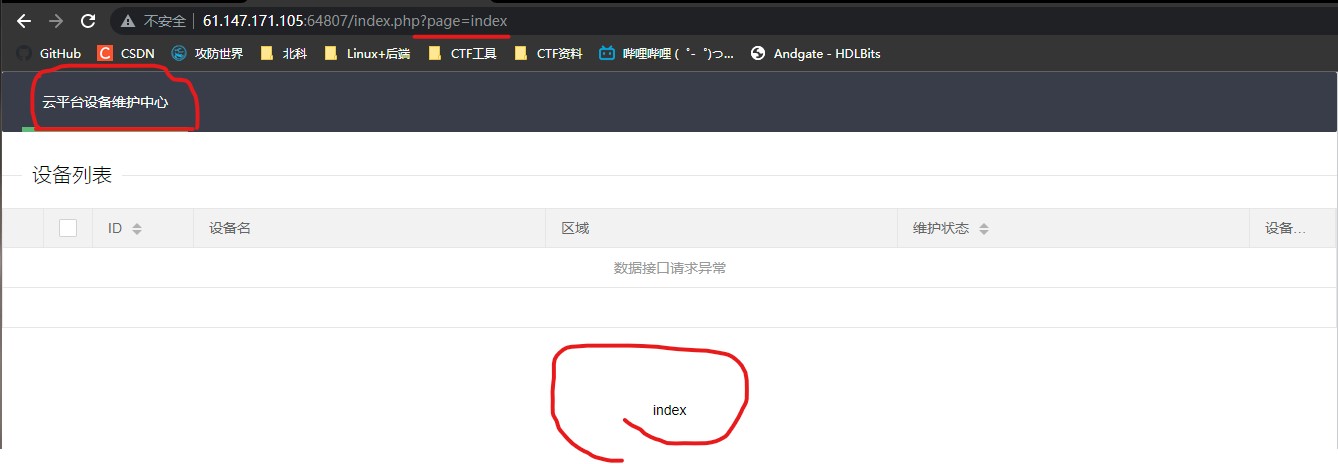 不安全 61.147.171.105:64807/index.php?page=index
GitHub CSDN 攻防世界 北科 Linux+后端 CTF工具 CTF资料 哔哩哔哩 ( ゜- ゜)つ... Andgate - HDLBits
云平台设备维护中心
设备列表
ID 设备名 区域 维护状态 设备...
数据接口请求异常
index